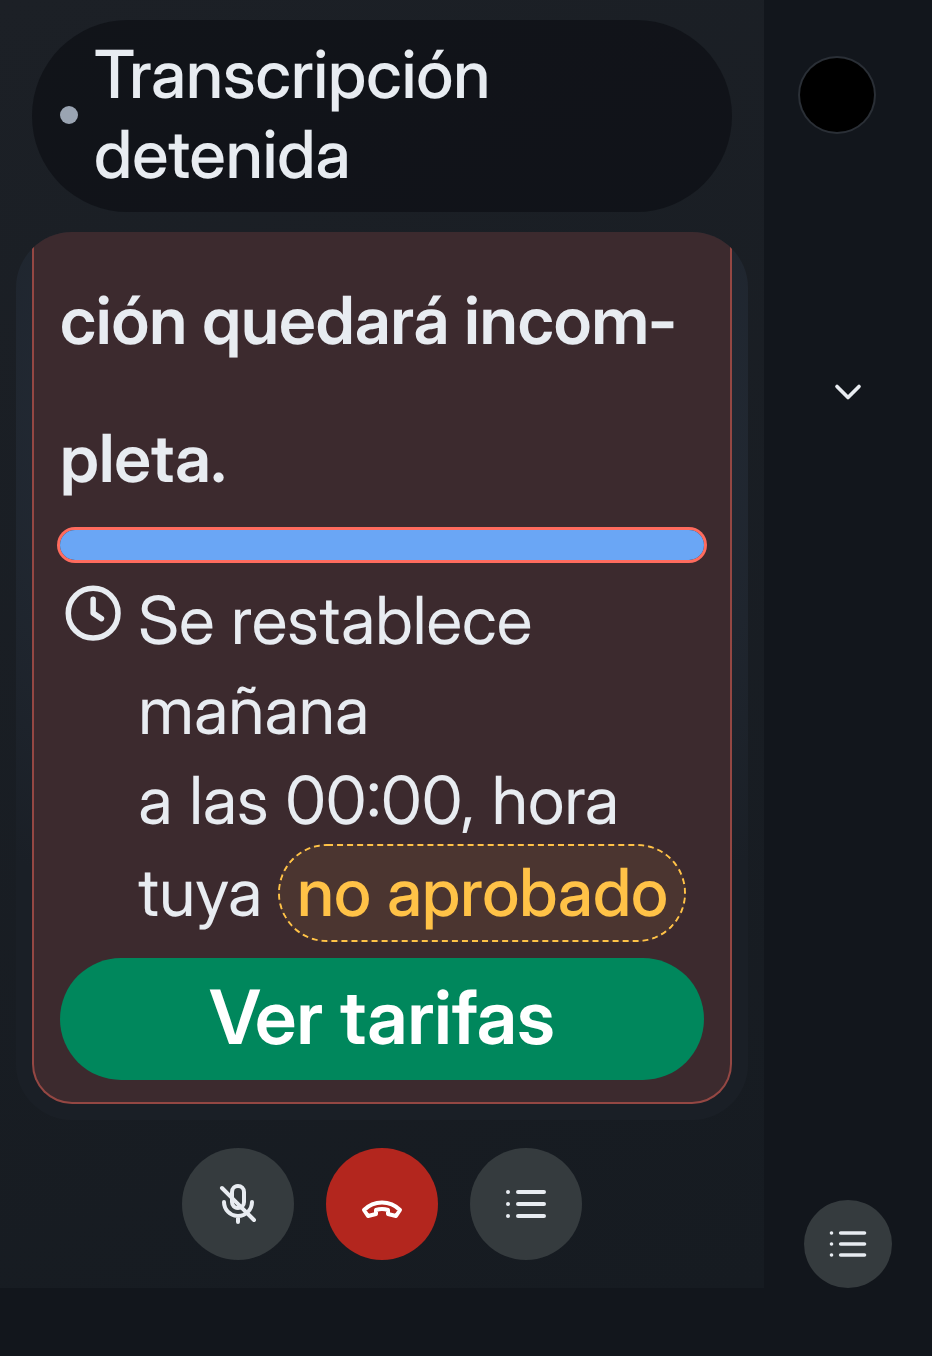 Transcripción
detenida
ción quedará incom-
pleta.
Se restablece
mañana
a las 00:00, hora
tuya no aprobado
Ver tarifas